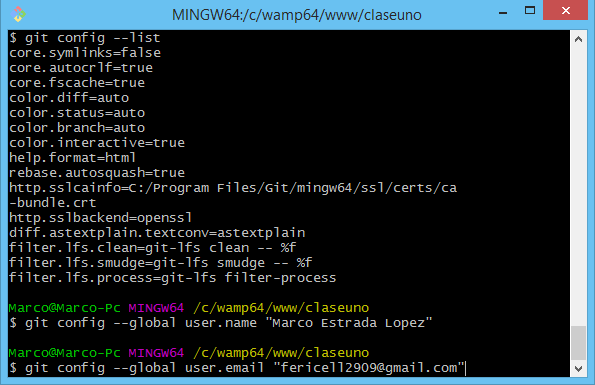 MINGW64:/c/wamp64/www/claseuno
$ git config --list
core.symlinks=false
core.autocrlf=true
core.fscache=true
color.diff=auto
color.status=auto
color.branch=auto
color.interactive=true
help.format=html
rebase.autosquash=true
http.sslcainfo=C:/Program Files/Git/mingw64/ssl/certs/ca
-bundle.crt
http.sslbackend=openssl
diff.astextplain.textconv=astextplain
filter.lfs.clean=git-lfs clean -- %f
filter.lfs.smudge=git-lfs smudge -- %f
filter.lfs.process=git-lfs filter-process
Marco@Marco-Pc MINGW64 /c/wamp64/www/claseuno
$ git config --global user.name "Marco Estrada Lopez"
Marco@Marco-Pc MINGW64 /c/wamp64/www/claseuno
$ git config --global user.email "fericell2909@gmail.com"